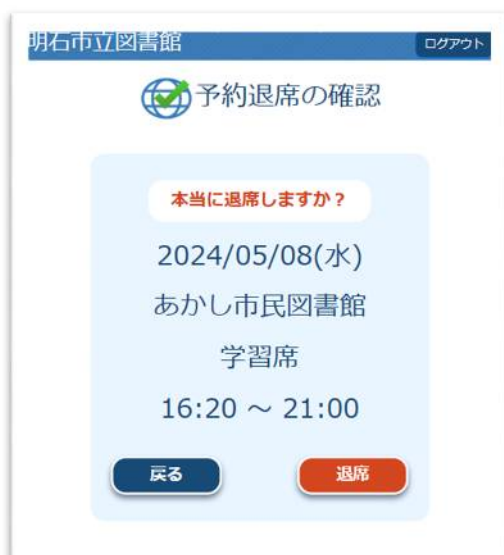 明石市立図書館
ログアウト
予約退席の確認
本当に退席しますか？
2024/05/08(水)
あかし市民図書館
学習席
16:20 ～ 21:00
戻る
退席